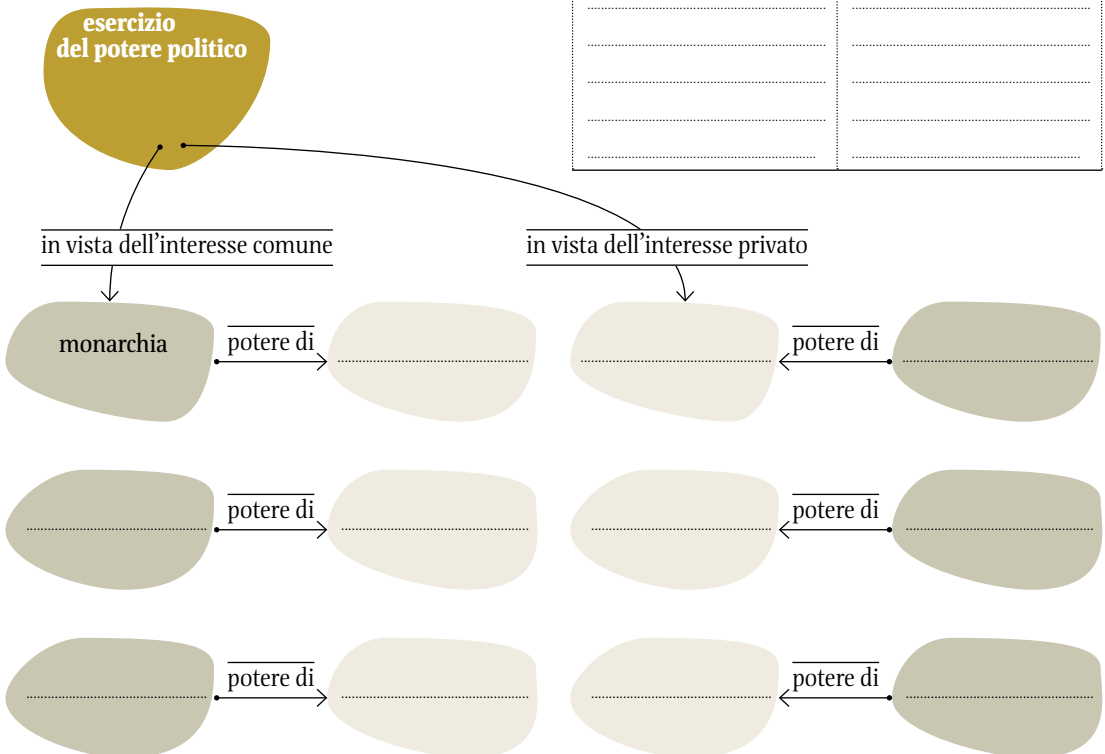 esercizio
del potere politico
in vista dell’interesse comune
in vista dell’interesse privato
monarchia
potere di
potere di
potere di
potere di
potere di
potere di